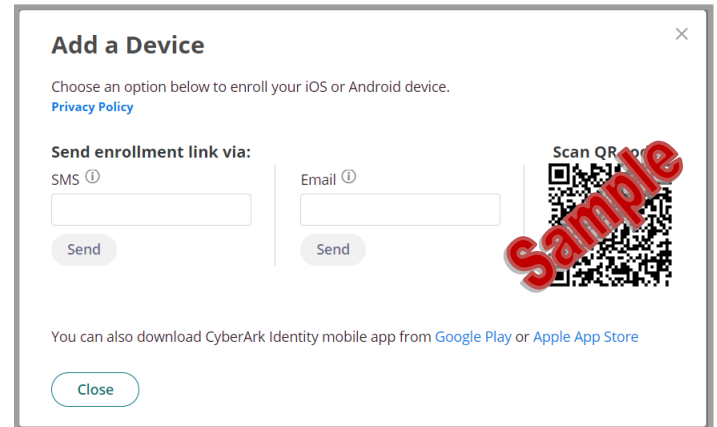 Add a Device
Choose an option below to enroll your iOS or Android device.
Privacy Policy
Send enrollment link via:
SMS
Send
Email
Send
Scan QR
Sample
You can also download CyberArk Identity mobile app from Google Play or Apple App Store
Close